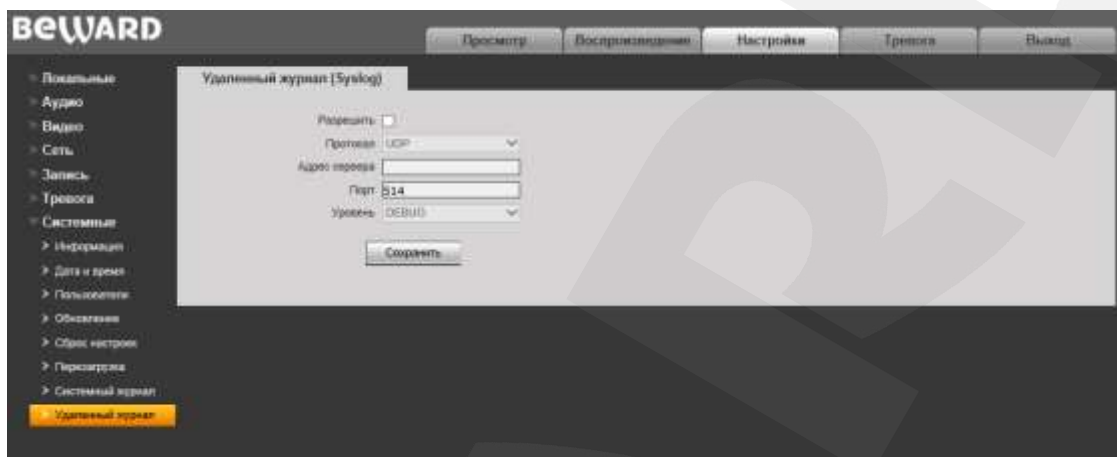 BEWARD
Просмотр
Воспроизведение
Настройки
Тревога
Выход
Локальные
Аудио
Видео
Сеть
Запись
Тревога
Системные
Информация
Дата и время
Пользователи
Обновление
Сброс настроек
Перезагрузка
Системный журнал
Удаленный журнал
Удаленный журнал (Syslog)
Разрешить
Протокол UDP
Адрес сервера
Порт 514
Уровень DEBUG
Сохранить